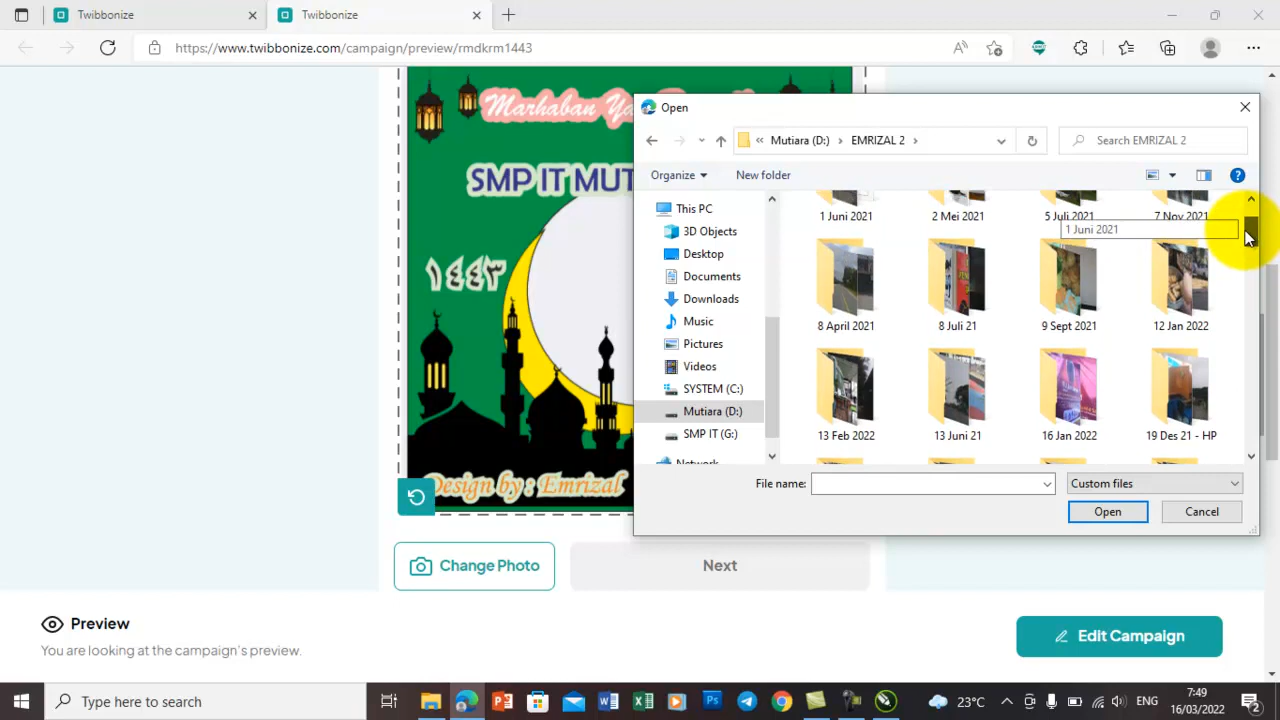 Twibbonize
Twibbonize
https://www.twibbonize.com/campaign/preview/rmdkrm1443
Marhaban Ya
SMP IT MUT
١٤٤٣
Design by : Emrizal
Open
« Mutiara (D:) › EMRIZAL 2 ›
Search EMRIZAL 2
Organize
New folder
This PC
3D Objects
Desktop
Documents
Downloads
Music
Pictures
Videos
SYSTEM (C:)
Mutiara (D:)
SMP IT (G:)
Network
1 Juni 2021
2 Mei 2021
5 Juli 2021
7 Nov 2021
1 Juni 2021
8 April 2021
8 Juli 21
9 Sept 2021
12 Jan 2022
13 Feb 2022
13 Juni 21
16 Jan 2022
19 Des 21 - HP
File name:
Custom files
Open
Cancel
Change Photo
Next
Preview
You are looking at the campaign's preview.
Edit Campaign
Type here to search
23°C
ENG
7:49
16/03/2022
2